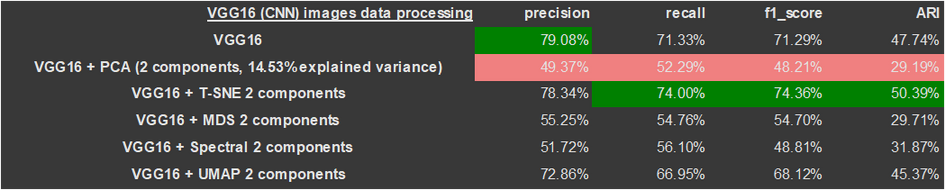 VGG16 (CNN) images data processing precision recall f1_score ARI
VGG16 79.08% 71.33% 71.29% 47.74%
VGG16 + PCA (2 components, 14.53% explained variance) 49.37% 52.29% 48.21% 29.19%
VGG16 + T-SNE 2 components 78.34% 74.00% 74.36% 50.39%
VGG16 + MDS 2 components 55.25% 54.76% 54.70% 29.71%
VGG16 + Spectral 2 components 51.72% 56.10% 48.81% 31.87%
VGG16 + UMAP 2 components 72.86% 66.95% 68.12% 45.37%